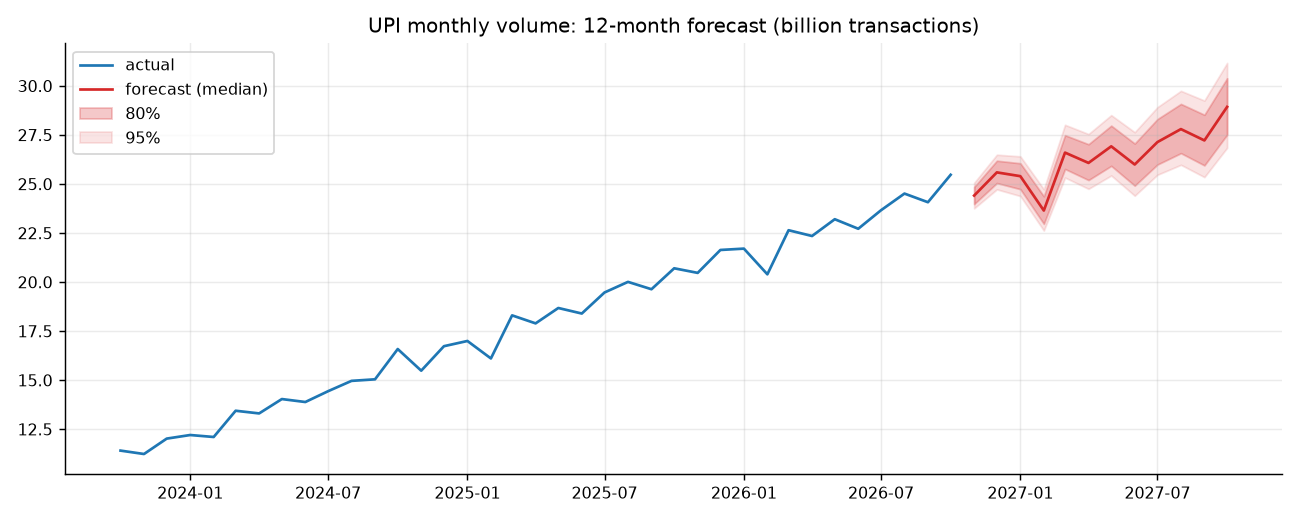 UPI monthly volume: 12-month forecast (billion transactions)
actual
forecast (median)
80%
95%
30.0
27.5
25.0
22.5
20.0
17.5
15.0
12.5
2024-01 2024-07 2025-01 2025-07 2026-01 2026-07 2027-01 2027-07